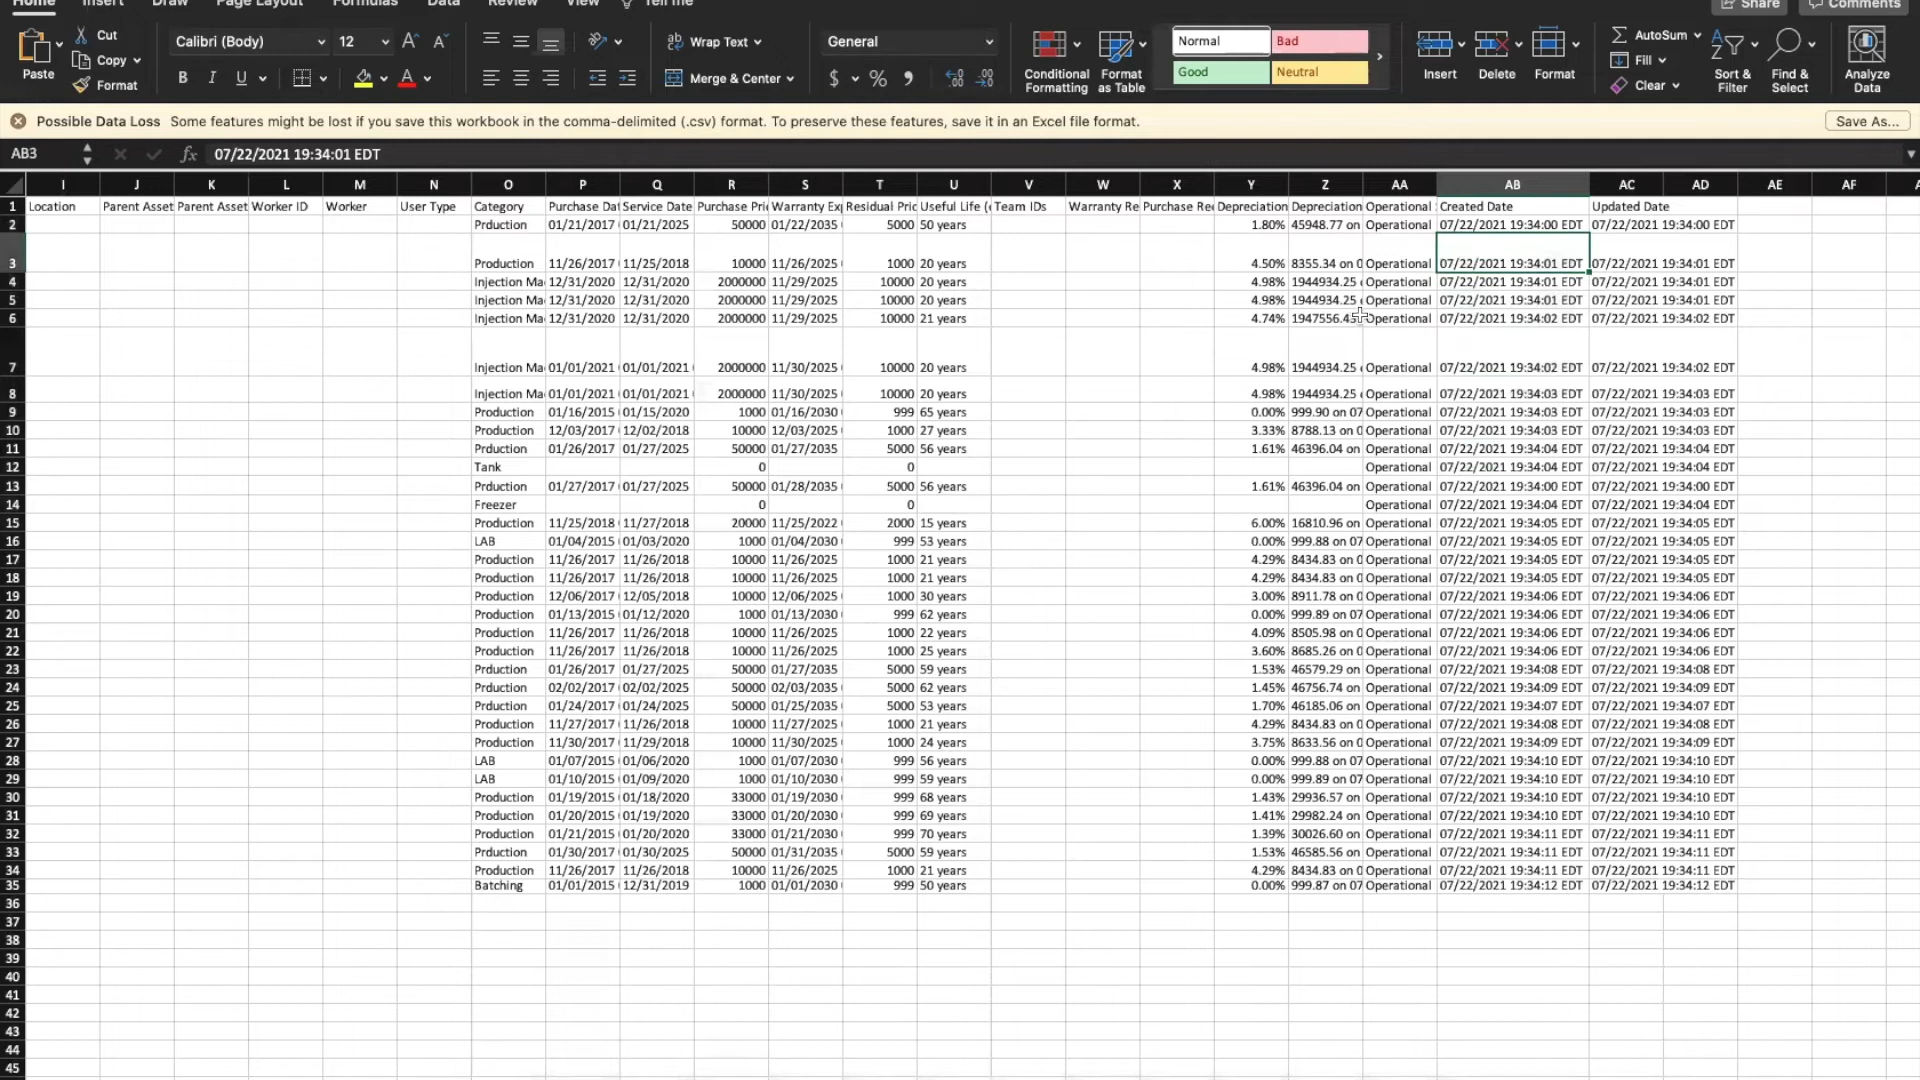 Home Insert Draw Page Layout Formulas Data Review View Tell me Share Comments
Paste Cut Copy Format
Calibri (Body) 12
Wrap Text Merge & Center
General
Conditional Formatting Format as Table
Normal Bad Good Neutral
Insert Delete Format
AutoSum Fill Clear
Sort & Filter Find & Select Analyze Data
Possible Data Loss Some features might be lost if you save this workbook in the comma-delimited (.csv) format. To preserve these features, save it in an Excel file format. Save As...
AB3 fx 07/22/2021 19:34:01 EDT
I J K L M N O P Q R S T U V W X Y Z AA AB AC AD AE AF
1 Location Parent Asset Parent Asset Worker ID Worker User Type Category Purchase Dat Service Date Purchase Pri Warranty Ex Residual Pric Useful Life ( Team IDs Warranty Re Purchase Re Depreciation Depreciation Operational Created Date Updated Date
2 Prduction 01/21/2017 01/21/2025 50000 01/22/2035 5000 50 years 1.80% 45948.77 on Operational 07/22/2021 19:34:00 EDT 07/22/2021 19:34:00 EDT
3 Production 11/26/2017 11/25/2018 10000 11/26/2025 1000 20 years 4.50% 8355.34 on 0 Operational 07/22/2021 19:34:01 EDT 07/22/2021 19:34:01 EDT
4 Injection Ma 12/31/2020 12/31/2020 2000000 11/29/2025 10000 20 years 4.98% 1944934.25 Operational 07/22/2021 19:34:01 EDT 07/22/2021 19:34:01 EDT
5 Injection Ma 12/31/2020 12/31/2020 2000000 11/29/2025 10000 20 years 4.98% 1944934.25 Operational 07/22/2021 19:34:01 EDT 07/22/2021 19:34:01 EDT
6 Injection Ma 12/31/2020 12/31/2020 2000000 11/29/2025 10000 21 years 4.74% 1947556.4 Operational 07/22/2021 19:34:02 EDT 07/22/2021 19:34:02 EDT
7 Injection Ma 01/01/2021 01/01/2021 2000000 11/30/2025 10000 20 years 4.98% 1944934.25 Operational 07/22/2021 19:34:02 EDT 07/22/2021 19:34:02 EDT
8 Injection Ma 01/01/2021 01/01/2021 2000000 11/30/2025 10000 20 years 4.98% 1944934.25 Operational 07/22/2021 19:34:03 EDT 07/22/2021 19:34:03 EDT
9 Production 01/16/2015 01/15/2020 1000 01/16/2030 999 65 years 0.00% 999.90 on 07 Operational 07/22/2021 19:34:03 EDT 07/22/2021 19:34:03 EDT
10 Production 12/03/2017 12/02/2018 10000 12/03/2025 1000 27 years 3.33% 8788.13 on 0 Operational 07/22/2021 19:34:03 EDT 07/22/2021 19:34:03 EDT
11 Prduction 01/26/2017 01/27/2025 50000 01/27/2035 5000 56 years 1.61% 46396.04 on Operational 07/22/2021 19:34:04 EDT 07/22/2021 19:34:04 EDT
12 Tank 0 0 Operational 07/22/2021 19:34:04 EDT 07/22/2021 19:34:04 EDT
13 Prduction 01/27/2017 01/27/2025 50000 01/28/2035 5000 56 years 1.61% 46396.04 on Operational 07/22/2021 19:34:00 EDT 07/22/2021 19:34:00 EDT
14 Freezer 0 0 Operational 07/22/2021 19:34:04 EDT 07/22/2021 19:34:04 EDT
15 Production 11/25/2018 11/27/2018 20000 11/25/2022 2000 15 years 6.00% 16810.96 on Operational 07/22/2021 19:34:05 EDT 07/22/2021 19:34:05 EDT
16 LAB 01/04/2015 01/03/2020 1000 01/04/2030 999 53 years 0.00% 999.88 on 07 Operational 07/22/2021 19:34:05 EDT 07/22/2021 19:34:05 EDT
17 Production 11/26/2017 11/26/2018 10000 11/26/2025 1000 21 years 4.29% 8434.83 on 0 Operational 07/22/2021 19:34:05 EDT 07/22/2021 19:34:05 EDT
18 Production 11/26/2017 11/26/2018 10000 11/26/2025 1000 21 years 4.29% 8434.83 on 0 Operational 07/22/2021 19:34:05 EDT 07/22/2021 19:34:05 EDT
19 Production 12/06/2017 12/05/2018 10000 12/06/2025 1000 30 years 3.00% 8911.78 on 0 Operational 07/22/2021 19:34:06 EDT 07/22/2021 19:34:06 EDT
20 Production 01/13/2015 01/12/2020 1000 01/13/2030 999 62 years 0.00% 999.89 on 07 Operational 07/22/2021 19:34:06 EDT 07/22/2021 19:34:06 EDT
21 Production 11/26/2017 11/26/2018 10000 11/26/2025 1000 22 years 4.09% 8505.98 on 0 Operational 07/22/2021 19:34:06 EDT 07/22/2021 19:34:06 EDT
22 Production 11/26/2017 11/26/2018 10000 11/26/2025 1000 25 years 3.60% 8685.26 on 0 Operational 07/22/2021 19:34:06 EDT 07/22/2021 19:34:06 EDT
23 Prduction 01/26/2017 01/27/2025 50000 01/27/2035 5000 59 years 1.53% 46579.29 on Operational 07/22/2021 19:34:08 EDT 07/22/2021 19:34:08 EDT
24 Prduction 02/02/2017 02/02/2025 50000 02/03/2035 5000 62 years 1.45% 46756.74 on Operational 07/22/2021 19:34:09 EDT 07/22/2021 19:34:09 EDT
25 Prduction 01/24/2017 01/24/2025 50000 01/25/2035 5000 53 years 1.70% 46185.06 on Operational 07/22/2021 19:34:07 EDT 07/22/2021 19:34:07 EDT
26 Production 11/27/2017 11/26/2018 10000 11/27/2025 1000 21 years 4.29% 8434.83 on 0 Operational 07/22/2021 19:34:08 EDT 07/22/2021 19:34:08 EDT
27 Production 11/30/2017 11/29/2018 10000 11/30/2025 1000 24 years 3.75% 8633.56 on 0 Operational 07/22/2021 19:34:09 EDT 07/22/2021 19:34:09 EDT
28 LAB 01/07/2015 01/06/2020 1000 01/07/2030 999 56 years 0.00% 999.88 on 07 Operational 07/22/2021 19:34:10 EDT 07/22/2021 19:34:10 EDT
29 LAB 01/10/2015 01/09/2020 1000 01/10/2030 999 59 years 0.00% 999.89 on 07 Operational 07/22/2021 19:34:10 EDT 07/22/2021 19:34:10 EDT
30 Production 01/19/2015 01/18/2020 33000 01/19/2030 999 68 years 1.43% 29936.57 on Operational 07/22/2021 19:34:10 EDT 07/22/2021 19:34:10 EDT
31 Production 01/20/2015 01/19/2020 33000 01/20/2030 999 69 years 1.41% 29982.24 on Operational 07/22/2021 19:34:10 EDT 07/22/2021 19:34:10 EDT
32 Production 01/21/2015 01/20/2020 33000 01/21/2030 999 70 years 1.39% 30026.60 on Operational 07/22/2021 19:34:11 EDT 07/22/2021 19:34:11 EDT
33 Prduction 01/30/2017 01/30/2025 50000 01/31/2035 5000 59 years 1.53% 46585.56 on Operational 07/22/2021 19:34:11 EDT 07/22/2021 19:34:11 EDT
34 Production 11/26/2017 11/26/2018 10000 11/26/2025 1000 21 years 4.29% 8434.83 on 0 Operational 07/22/2021 19:34:11 EDT 07/22/2021 19:34:11 EDT
35 Batching 01/01/2015 12/31/2019 1000 01/01/2030 999 50 years 0.00% 999.87 on 07 Operational 07/22/2021 19:34:12 EDT 07/22/2021 19:34:12 EDT
36
37
38
39
40
41
42
43
44
45